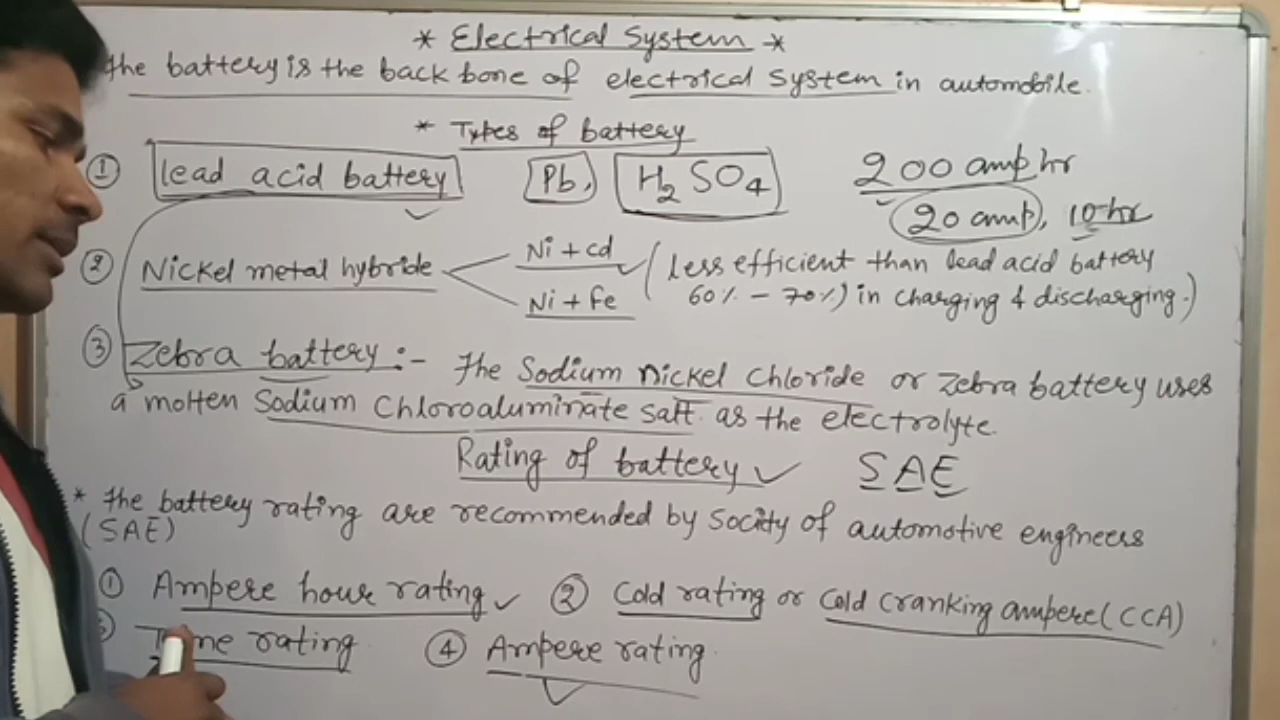 * Electrical System *
the battery is the back bone of electrical system in automobile.
* Types of battery
① lead acid battery Pb, H2SO4 200 amp hr
20 amp, 10-hr
② Nickel metal hybride Ni + cd (less efficient than lead acid battery
Ni + Fe 60% - 70%) in charging & discharging.)
③ Zebra battery :- the Sodium nickel chloride or zebra battery uses
a molten Sodium Chloroaluminate salt as the electrolyte.
Rating of battery SAE
* the battery rating are recommended by Socity of automotive engineers
(SAE)
① Ampere hour rating ② Cold rating or Cold cranking ampere (CCA)
③ Time rating ④ Ampere rating.